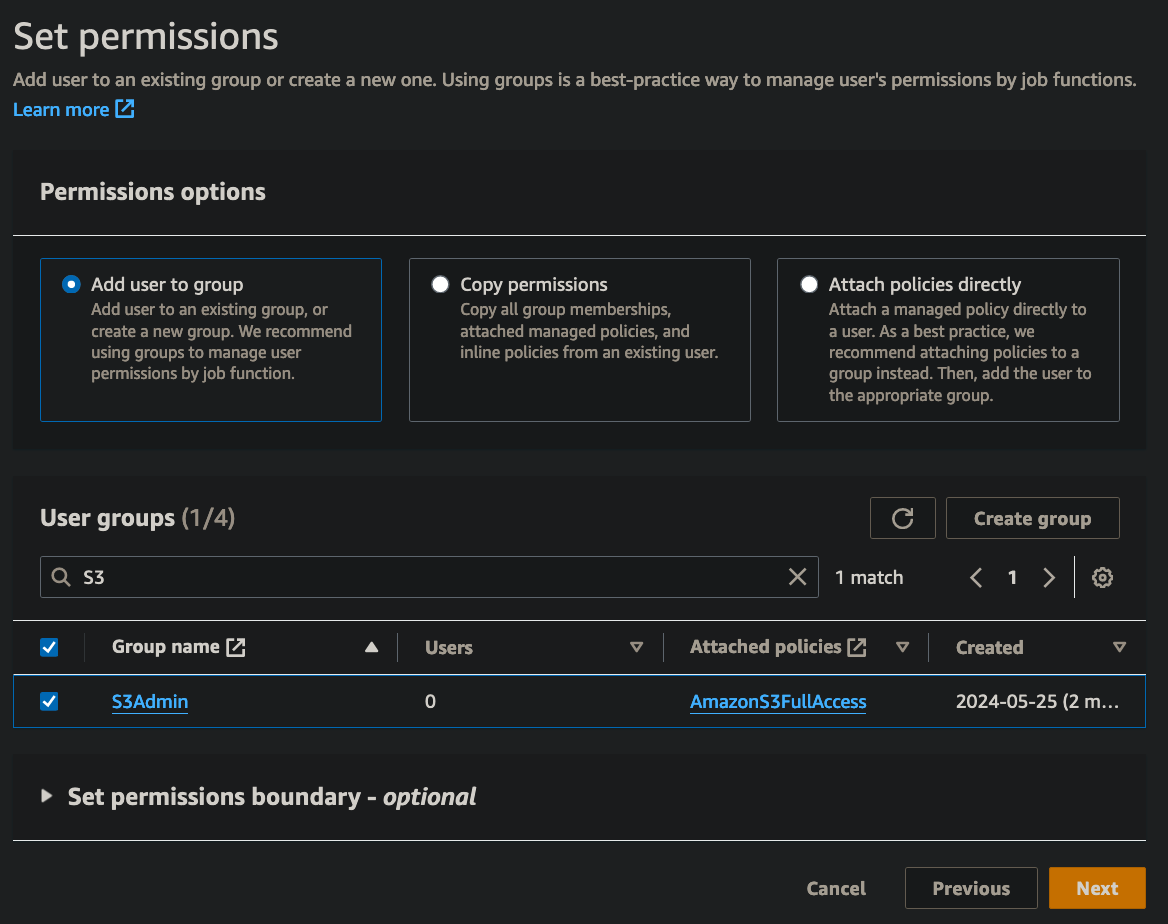 Set permissions
Add user to an existing group or create a new one. Using groups is a best-practice way to manage user's permissions by job functions.
Learn more
Permissions options
Add user to group
Add user to an existing group, or
create a new group. We recommend
using groups to manage user
permissions by job function.
Copy permissions
Copy all group memberships,
attached managed policies, and
inline policies from an existing user.
Attach policies directly
Attach a managed policy directly to
a user. As a best practice, we
recommend attaching policies to a
group instead. Then, add the user to
the appropriate group.
User groups (1/4)
Create group
S3
1 match
1
Group name
Users
Attached policies
Created
S3Admin
0
AmazonS3FullAccess
2024-05-25 (2 m...
Set permissions boundary - optional
Cancel
Previous
Next